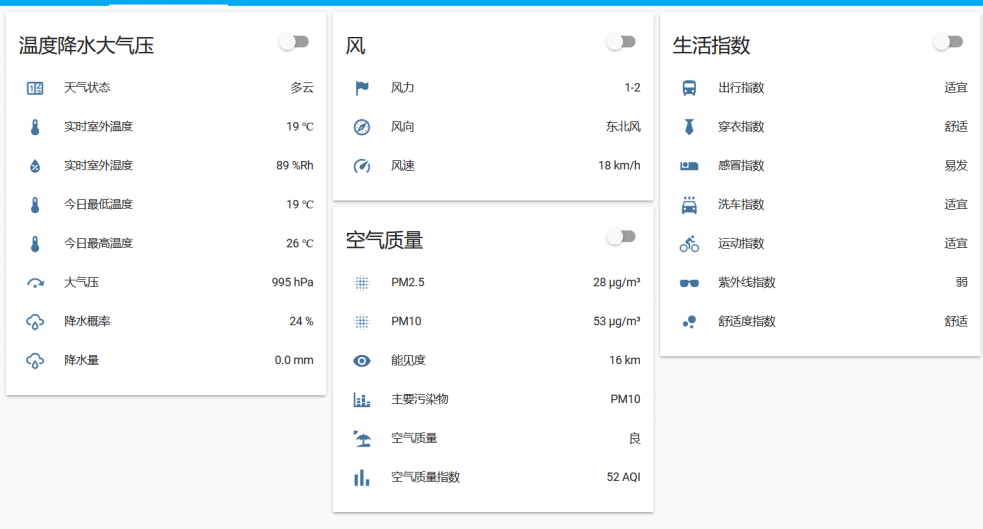 温度降水大气压
天气状态 多云
实时室外温度 19 ℃
实时室外湿度 89 %Rh
今日最低温度 19 ℃
今日最高温度 26 ℃
大气压 995 hPa
降水概率 24 %
降水量 0.0 mm
风
风力 1-2
风向 东北风
风速 18 km/h
空气质量
PM2.5 28 μg/m³
PM10 53 μg/m³
能见度 16 km
主要污染物 PM10
空气质量 良
空气质量指数 52 AQI
生活指数
出行指数 适宜
穿衣指数 舒适
感冒指数 易发
洗车指数 适宜
运动指数 适宜
紫外线指数 弱
舒适度指数 舒适